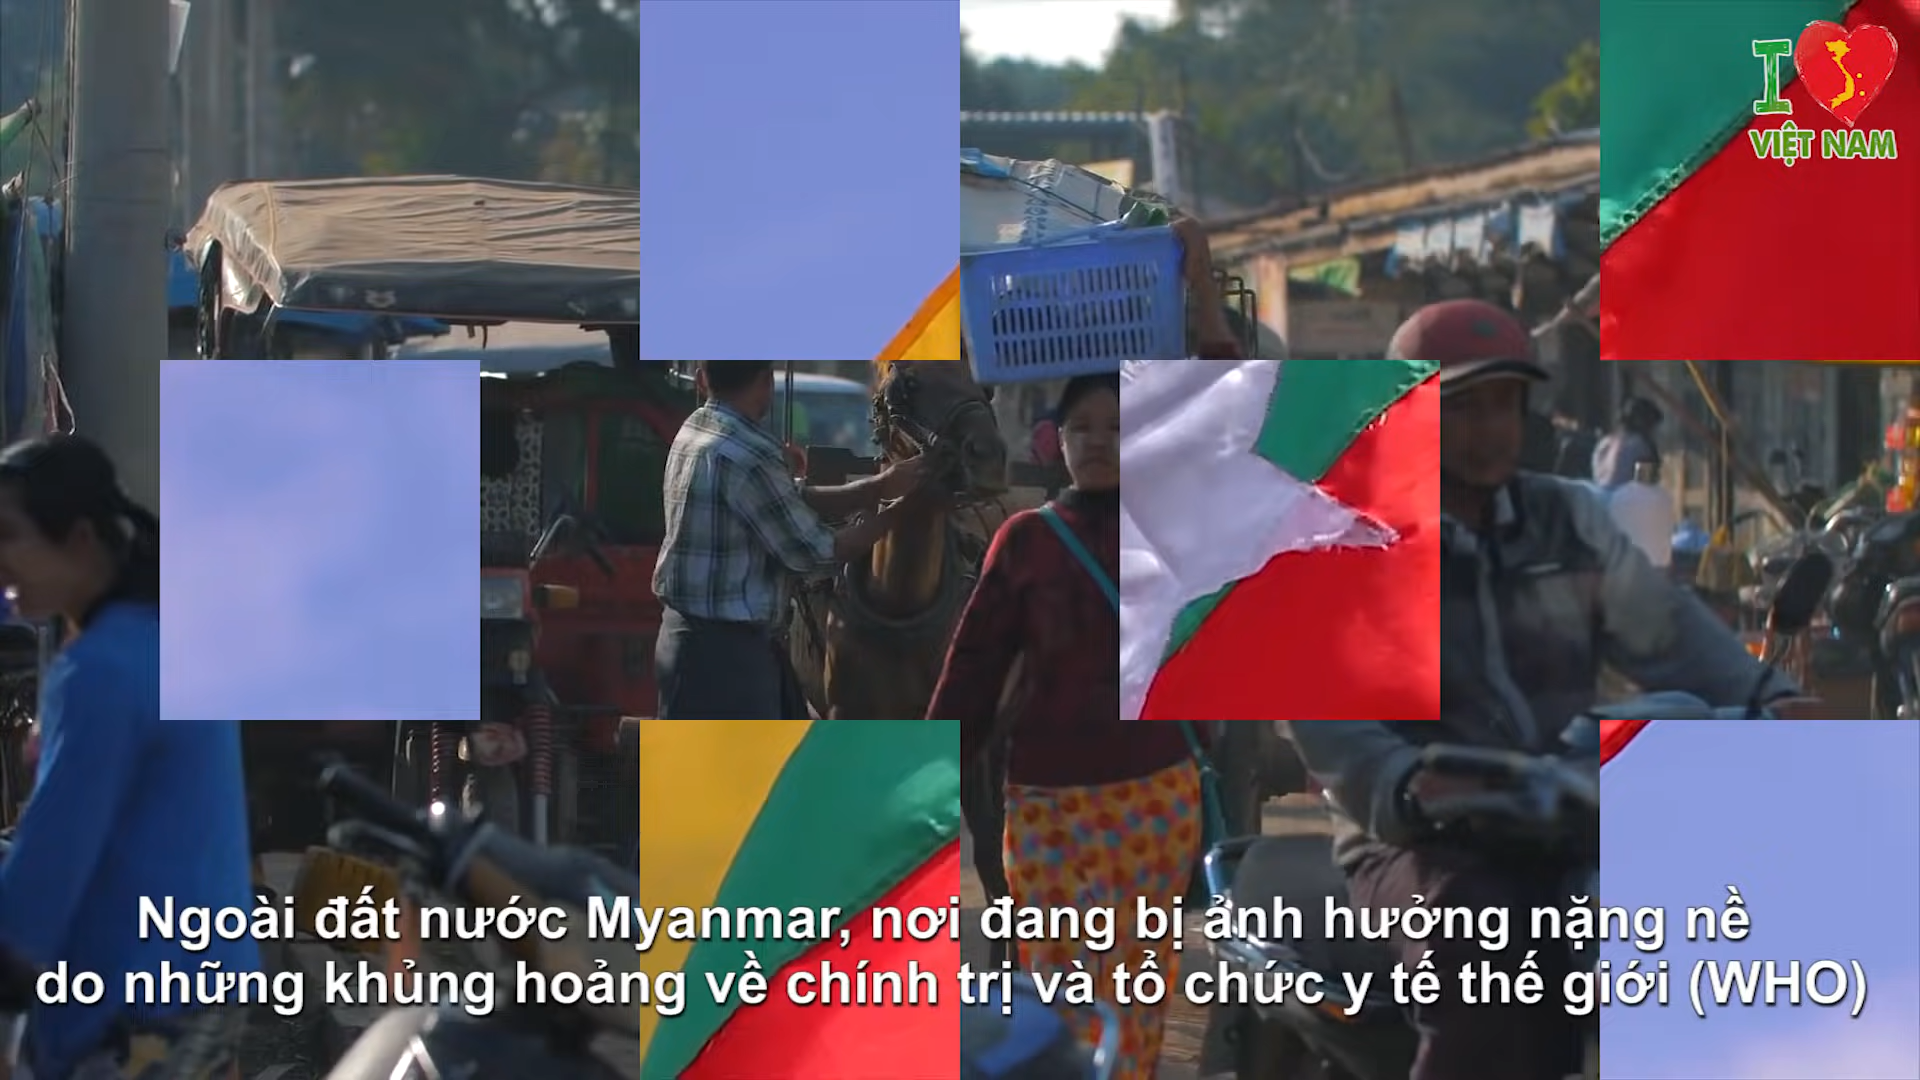 I
VIỆT NAM
Ngoài đất nước Myanmar, nơi đang bị ảnh hưởng nặng nề
do những khủng hoảng về chính trị và tổ chức y tế thế giới (WHO)